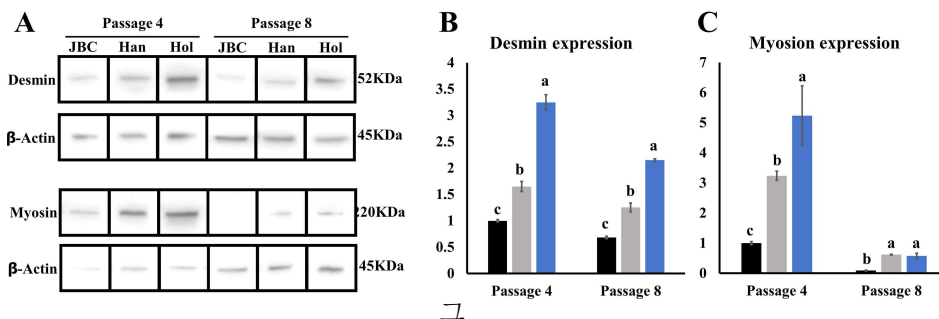 A
Passage 4 Passage 8
JBC Han Hol JBC Han Hol
Desmin 52KDa
β-Actin 45KDa
Myosin 220KDa
β-Actin 45KDa
B
Desmin expression
4
3.5
3
2.5
2
1.5
1
0.5
0
c b a c b a
Passage 4 Passage 8
C
Myosion expression
7
6
5
4
3
2
1
0
c b a b a a
Passage 4 Passage 8